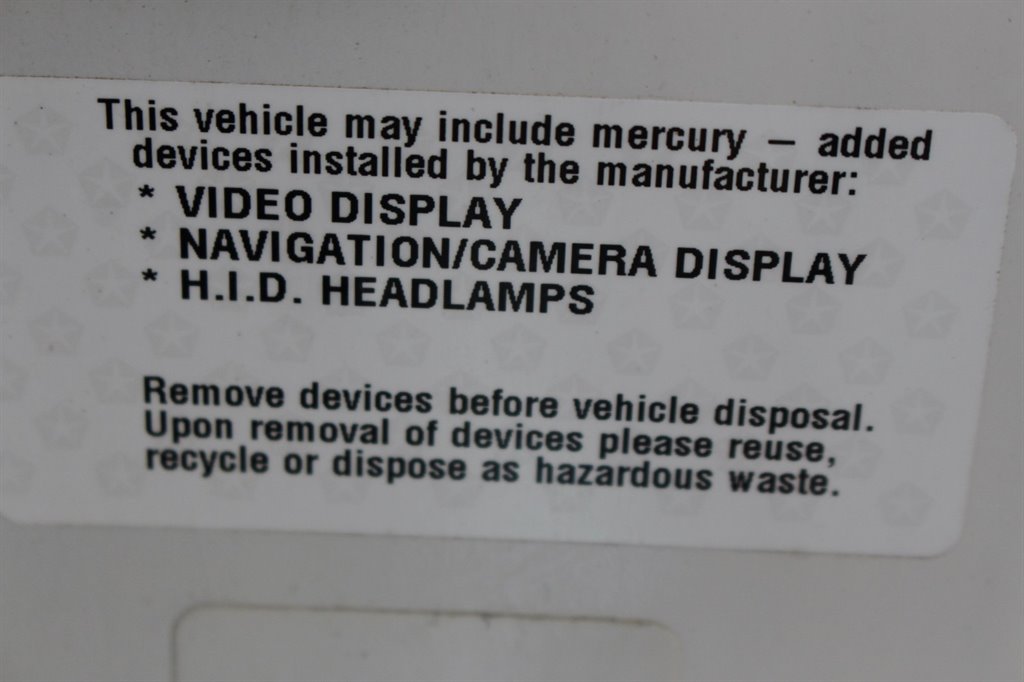 This vehicle may include mercury – added
devices installed by the manufacturer:
* VIDEO DISPLAY
* NAVIGATION/CAMERA DISPLAY
* H.I.D. HEADLAMPS
Remove devices before vehicle disposal.
Upon removal of devices please reuse,
recycle or dispose as hazardous waste.